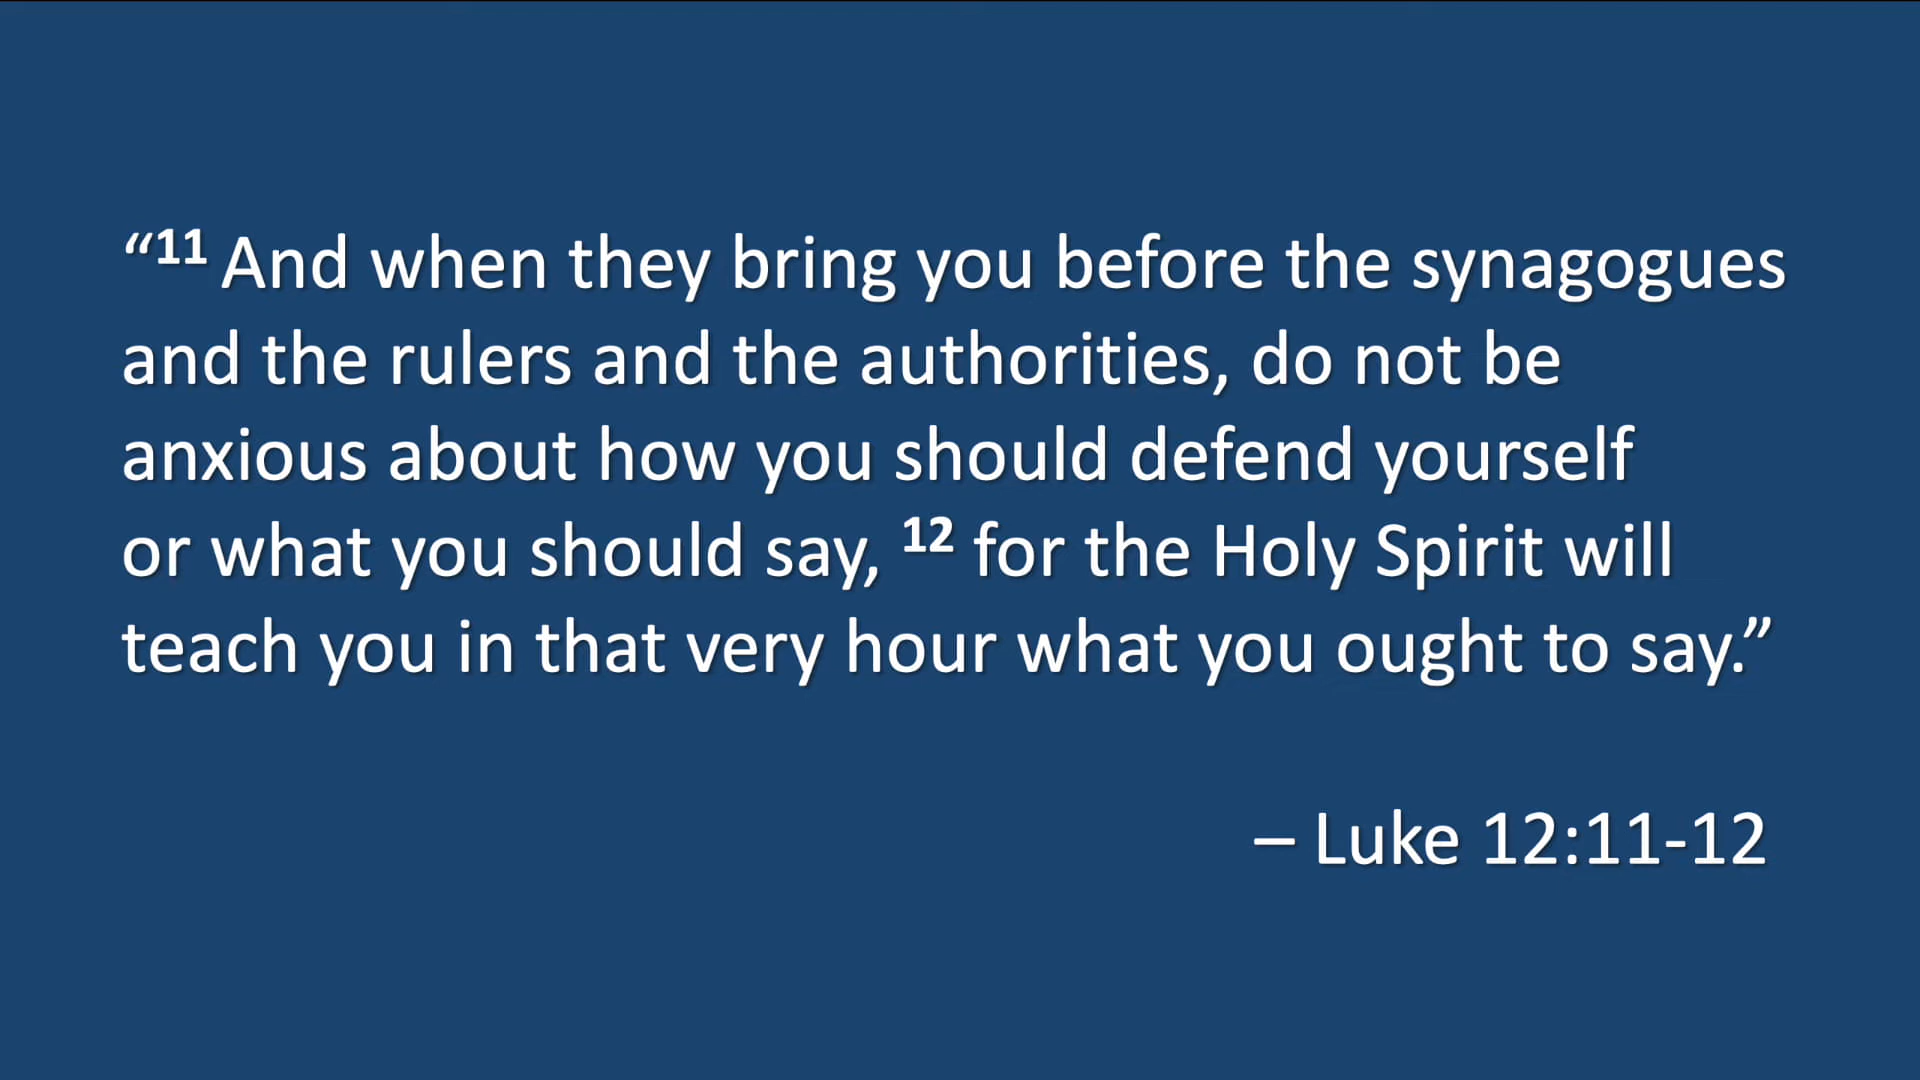 “11 And when they bring you before the synagogues
and the rulers and the authorities, do not be
anxious about how you should defend yourself
or what you should say, 12 for the Holy Spirit will
teach you in that very hour what you ought to say.”
– Luke 12:11-12